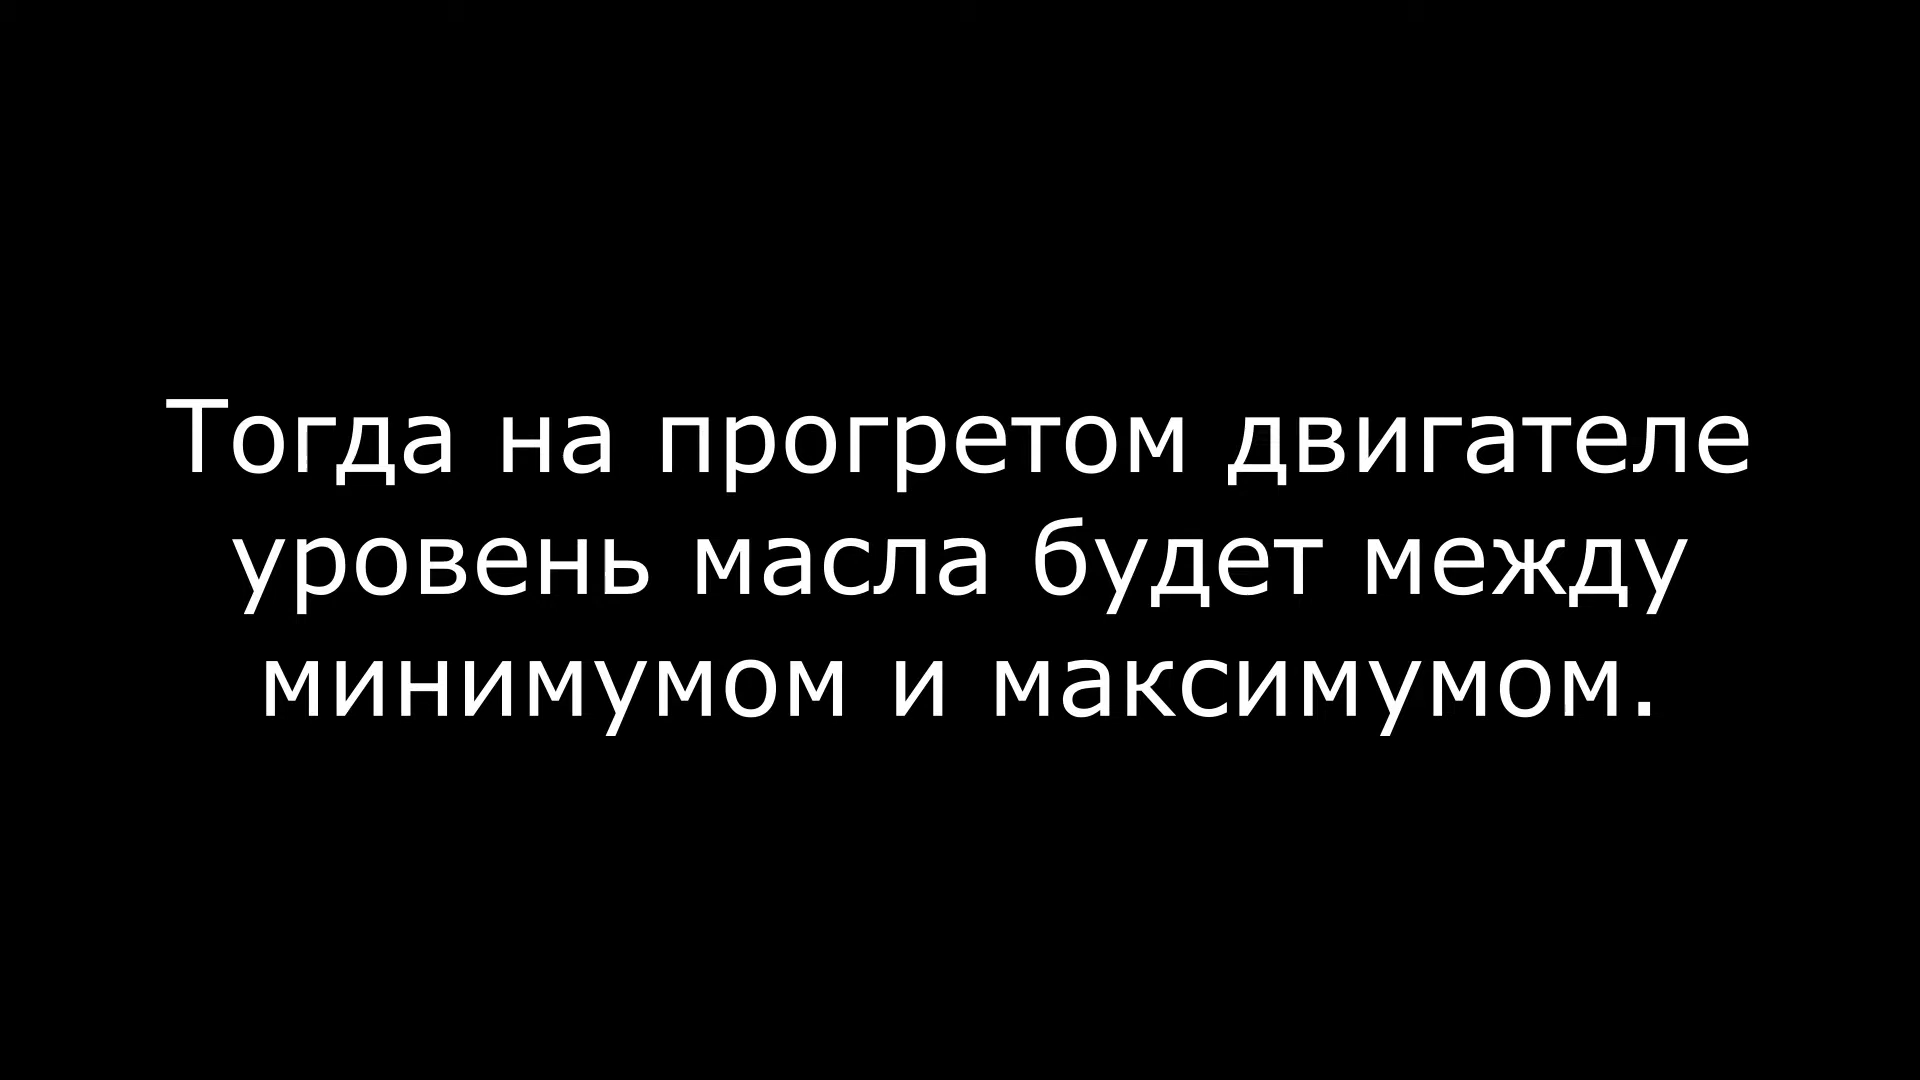 Тогда на прогретом двигателе
уровень масла будет между
минимумом и максимумом.